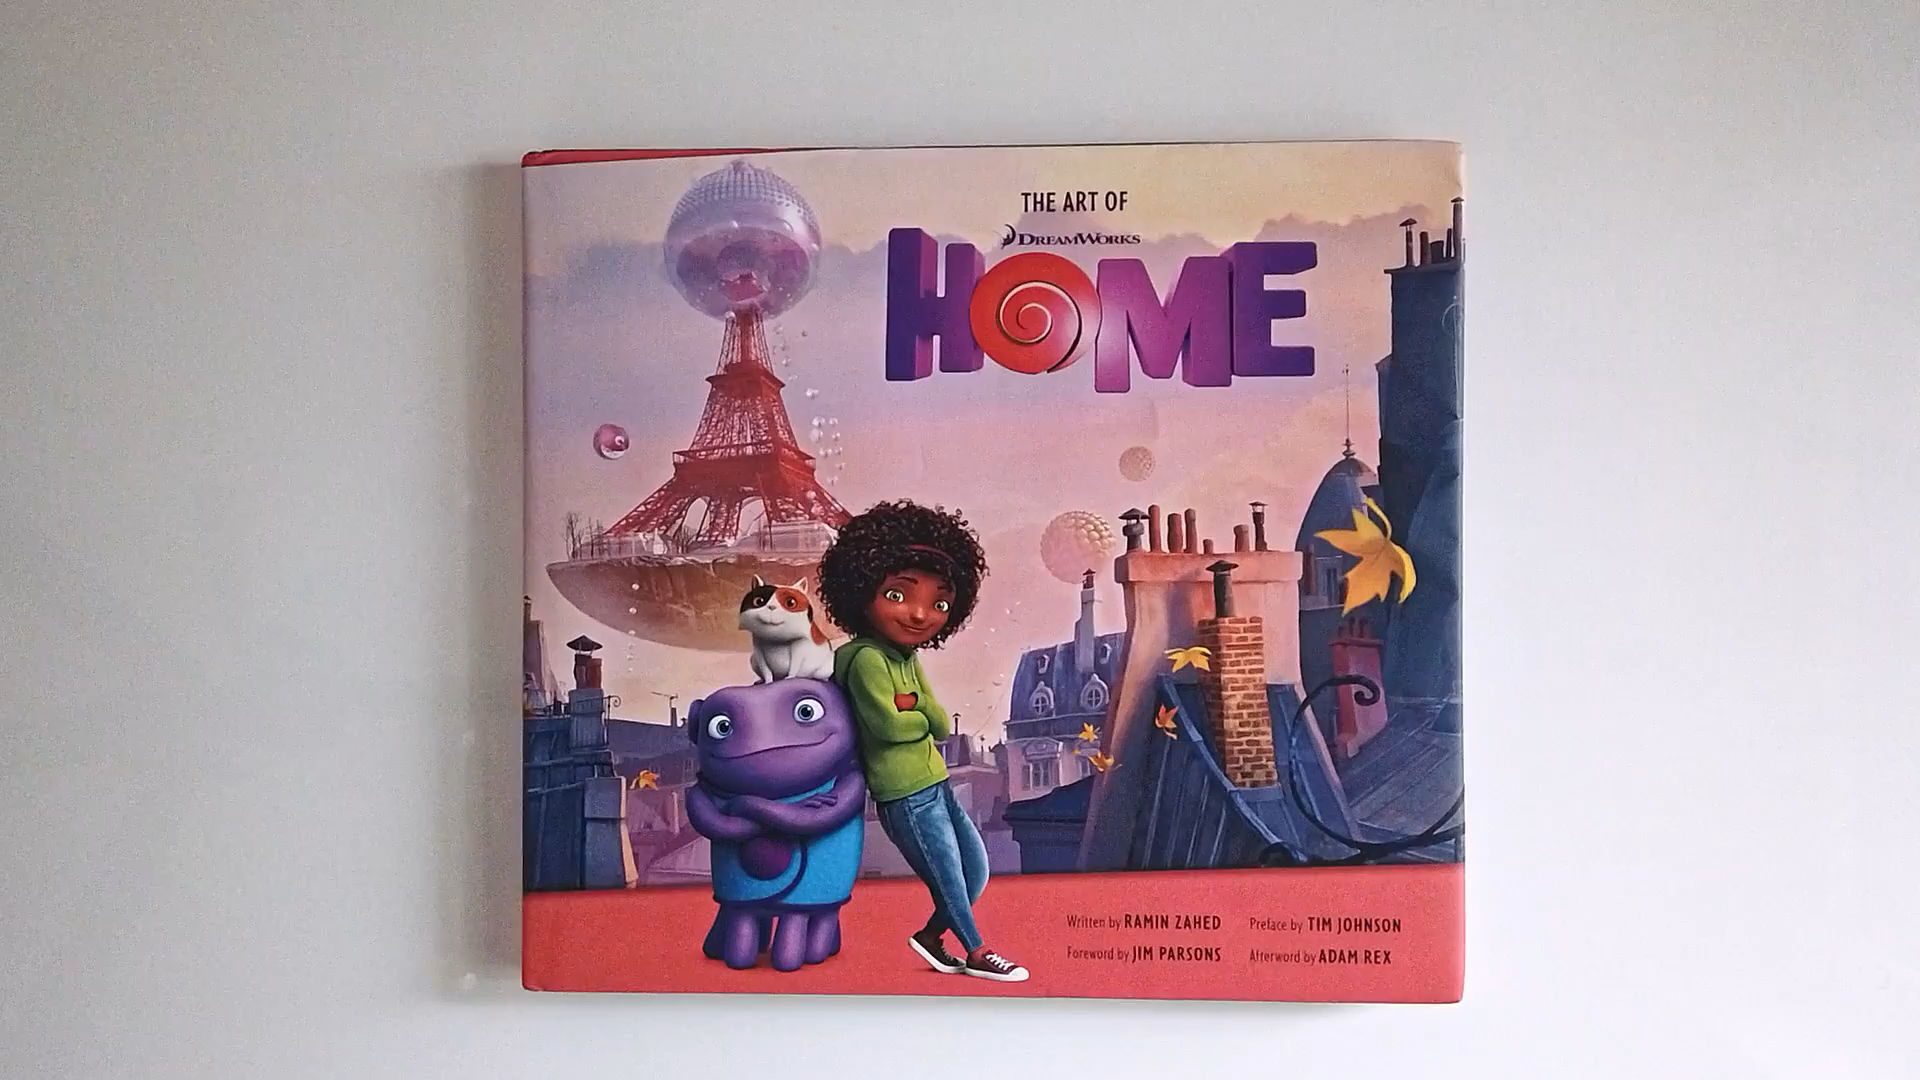 THE ART OF
DREAMWORKS
HOME
Written by RAMIN ZAHED
Preface by TIM JOHNSON
Foreword by JIM PARSONS
Afterword by ADAM REX